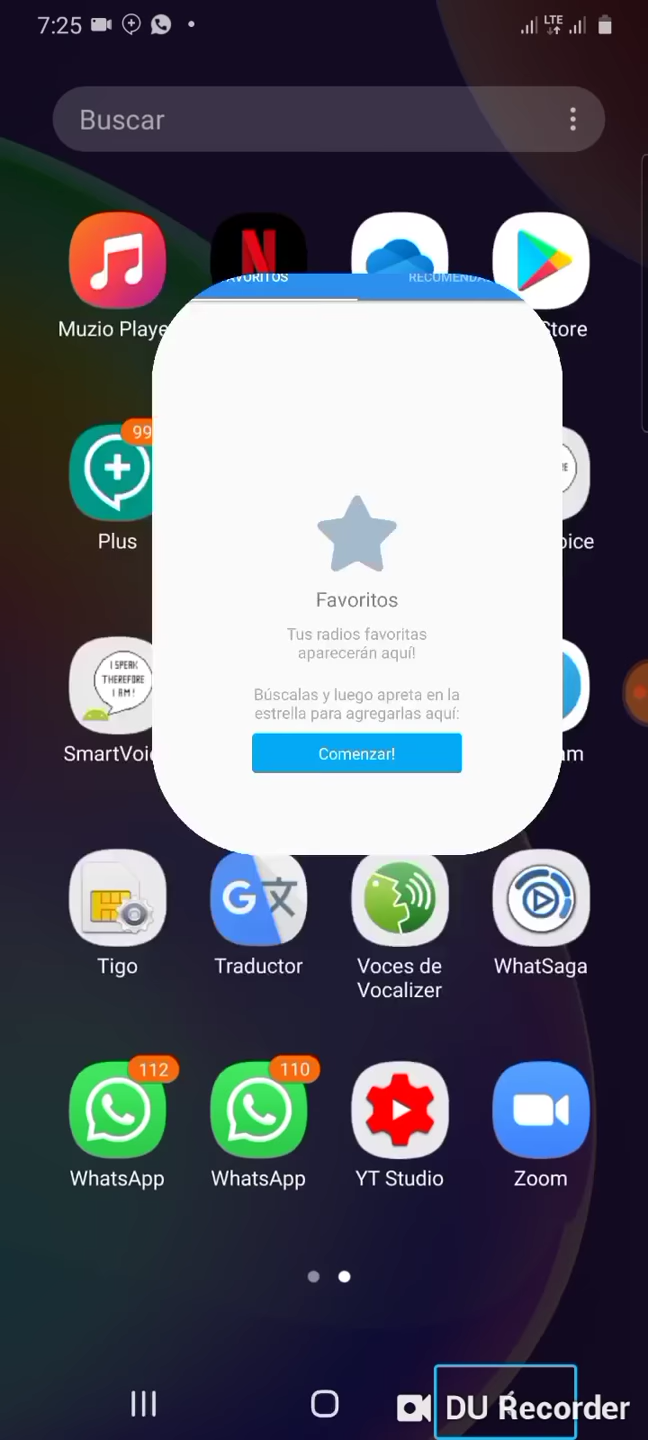 7:25
LTE
Buscar
FAVORITOS
Muzio Playe
Store
99
Plus
Favoritos
Tus radios favoritas
aparecerán aquí!
Búscalas y luego apreta en la
estrella para agregarlas aquí:
Comenzar!
oice
I SPEAK
THEREFORE
I AM!
SmartVoi
am
Tigo
Traductor
Voces de
Vocalizer
WhatSaga
112
110
WhatsApp
WhatsApp
YT Studio
Zoom
DU Recorder